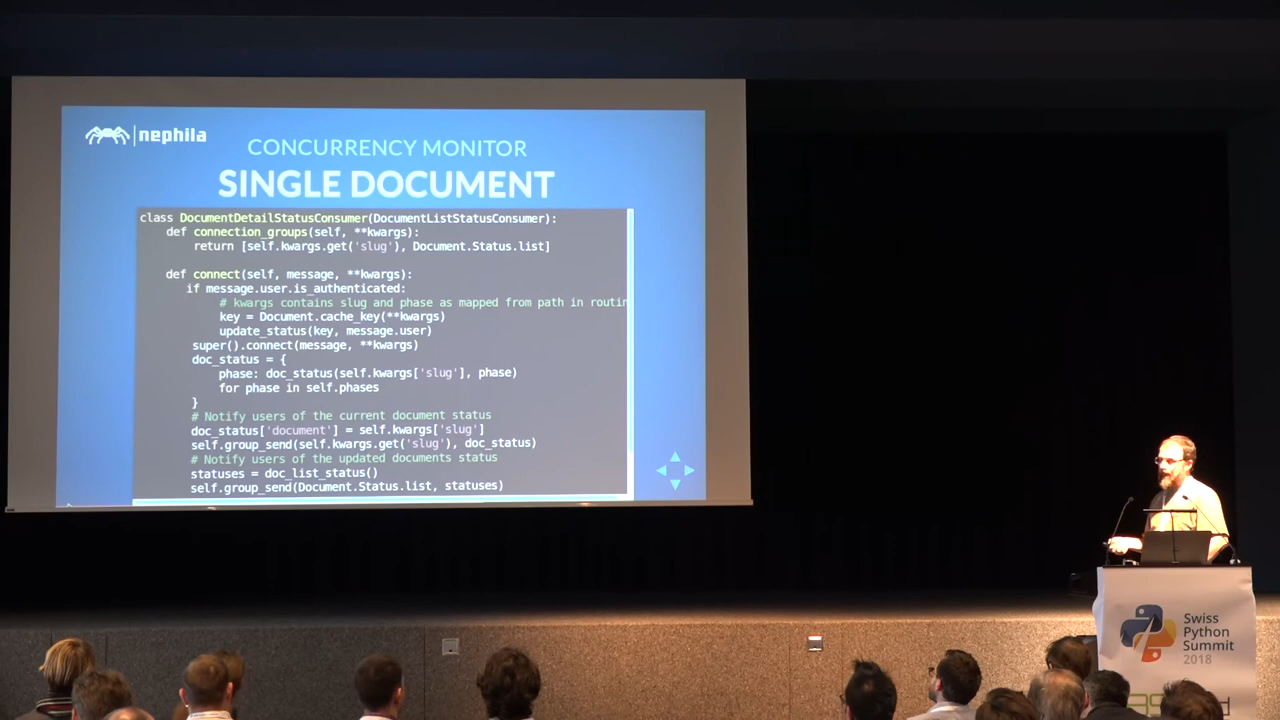 nephila
CONCURRENCY MONITOR
SINGLE DOCUMENT
class DocumentDetailStatusConsumer(DocumentListStatusConsumer):
def connection_groups(self, **kwargs):
return [self.kwargs.get('slug'), Document.Status.list]
def connect(self, message, **kwargs):
if message.user.is_authenticated:
# kwargs contains slug and phase as mapped from path in routin
key = Document.cache_key(**kwargs)
update_status(key, message.user)
super().connect(message, **kwargs)
doc_status = {
phase: doc_status(self.kwargs['slug'], phase)
for phase in self.phases
}
# Notify users of the current document status
doc_status['document'] = self.kwargs['slug']
self.group_send(self.kwargs.get('slug'), doc_status)
# Notify users of the updated documents status
statuses = doc_list_status()
self.group_send(Document.Status.list, statuses)
Swiss
Python
Summit
2018